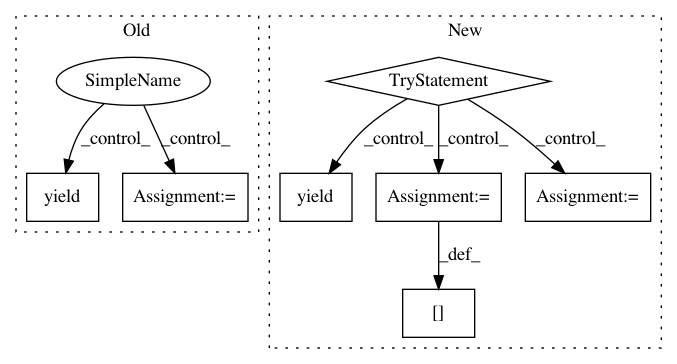 Old
New
SimpleName
TryStatement
_control_
_control_
_control_
_control_
_control_
yield
Assignment:=
yield
Assignment:=
Assignment:=
_def_
[]